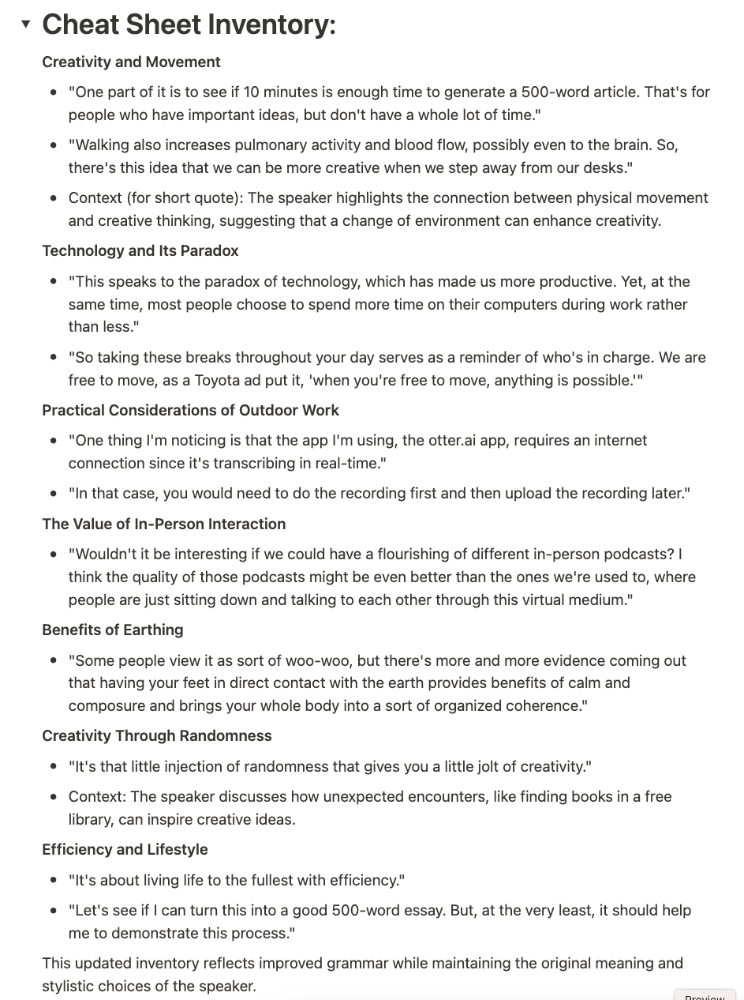 Cheat Sheet Inventory:
Creativity and Movement
"One part of it is to see if 10 minutes is enough time to generate a 500-word article. That's for
people who have important ideas, but don't have a whole lot of time."
"Walking also increases pulmonary activity and blood flow, possibly even to the brain. So,
there's this idea that we can be more creative when we step away from our desks."
Context (for short quote): The speaker highlights the connection between physical movement
and creative thinking, suggesting that a change of environment can enhance creativity.
Technology and Its Paradox
"This speaks to the paradox of technology, which has made us more productive. Yet, at the
same time, most people choose to spend more time on their computers during work rather
than less."
"So taking these breaks throughout your day serves as a reminder of who's in charge. We are
free to move, as a Toyota ad put it, 'when you're free to move, anything is possible.'"
Practical Considerations of Outdoor Work
"One thing I'm noticing is that the app I'm using, the otter.ai app, requires an internet
connection since it's transcribing in real-time."
"In that case, you would need to do the recording first and then upload the recording later."
The Value of In-Person Interaction
"Wouldn't it be interesting if we could have a flourishing of different in-person podcasts? I
think the quality of those podcasts might be even better than the ones we're used to, where
people are just sitting down and talking to each other through this virtual medium."
Benefits of Earthing
"Some people view it as sort of woo-woo, but there's more and more evidence coming out
that having your feet in direct contact with the earth provides benefits of calm and
composure and brings your whole body into a sort of organized coherence."
Creativity Through Randomness
"It's that little injection of randomness that gives you a little jolt of creativity."
Context: The speaker discusses how unexpected encounters, like finding books in a free
library, can inspire creative ideas.
Efficiency and Lifestyle
"It's about living life to the fullest with efficiency."
"Let's see if I can turn this into a good 500-word essay. But, at the very least, it should help
me to demonstrate this process."
This updated inventory reflects improved grammar while maintaining the original meaning and
stylistic choices of the speaker.
Preview